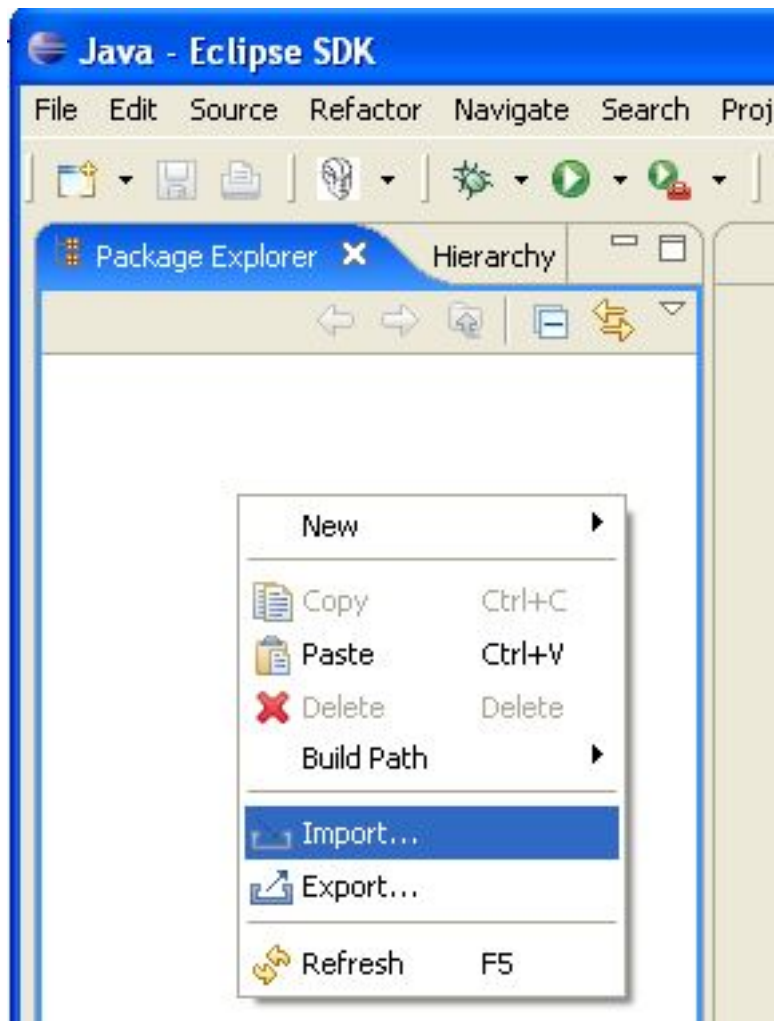 Java - Eclipse SDK
File Edit Source Refactor Navigate Search Proj
Package Explorer Hierarchy
New
Copy Ctrl+C
Paste Ctrl+V
Delete Delete
Build Path
Import...
Export...
Refresh F5